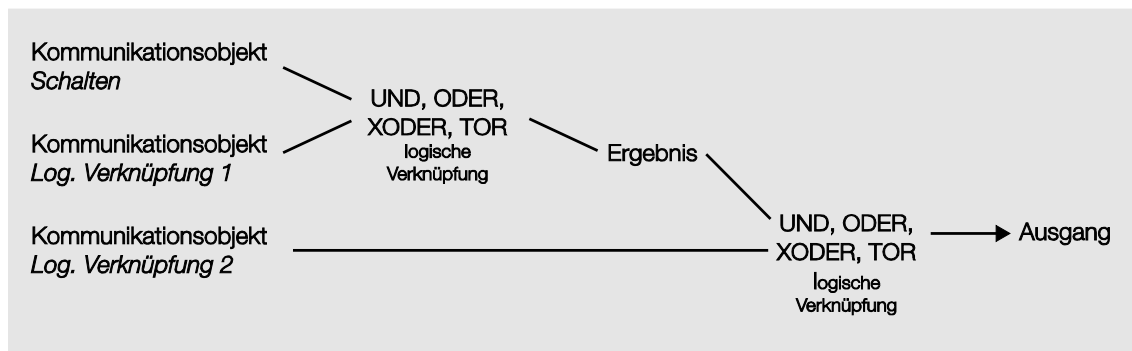 Kommunikationsobjekt
Schalten
Kommunikationsobjekt
Log. Verknüpfung 1
Kommunikationsobjekt
Log. Verknüpfung 2
UND, ODER,
XODER, TOR
logische
Verknüpfung
Ergebnis
UND, ODER,
XODER, TOR
logische
Verknüpfung
Ausgang